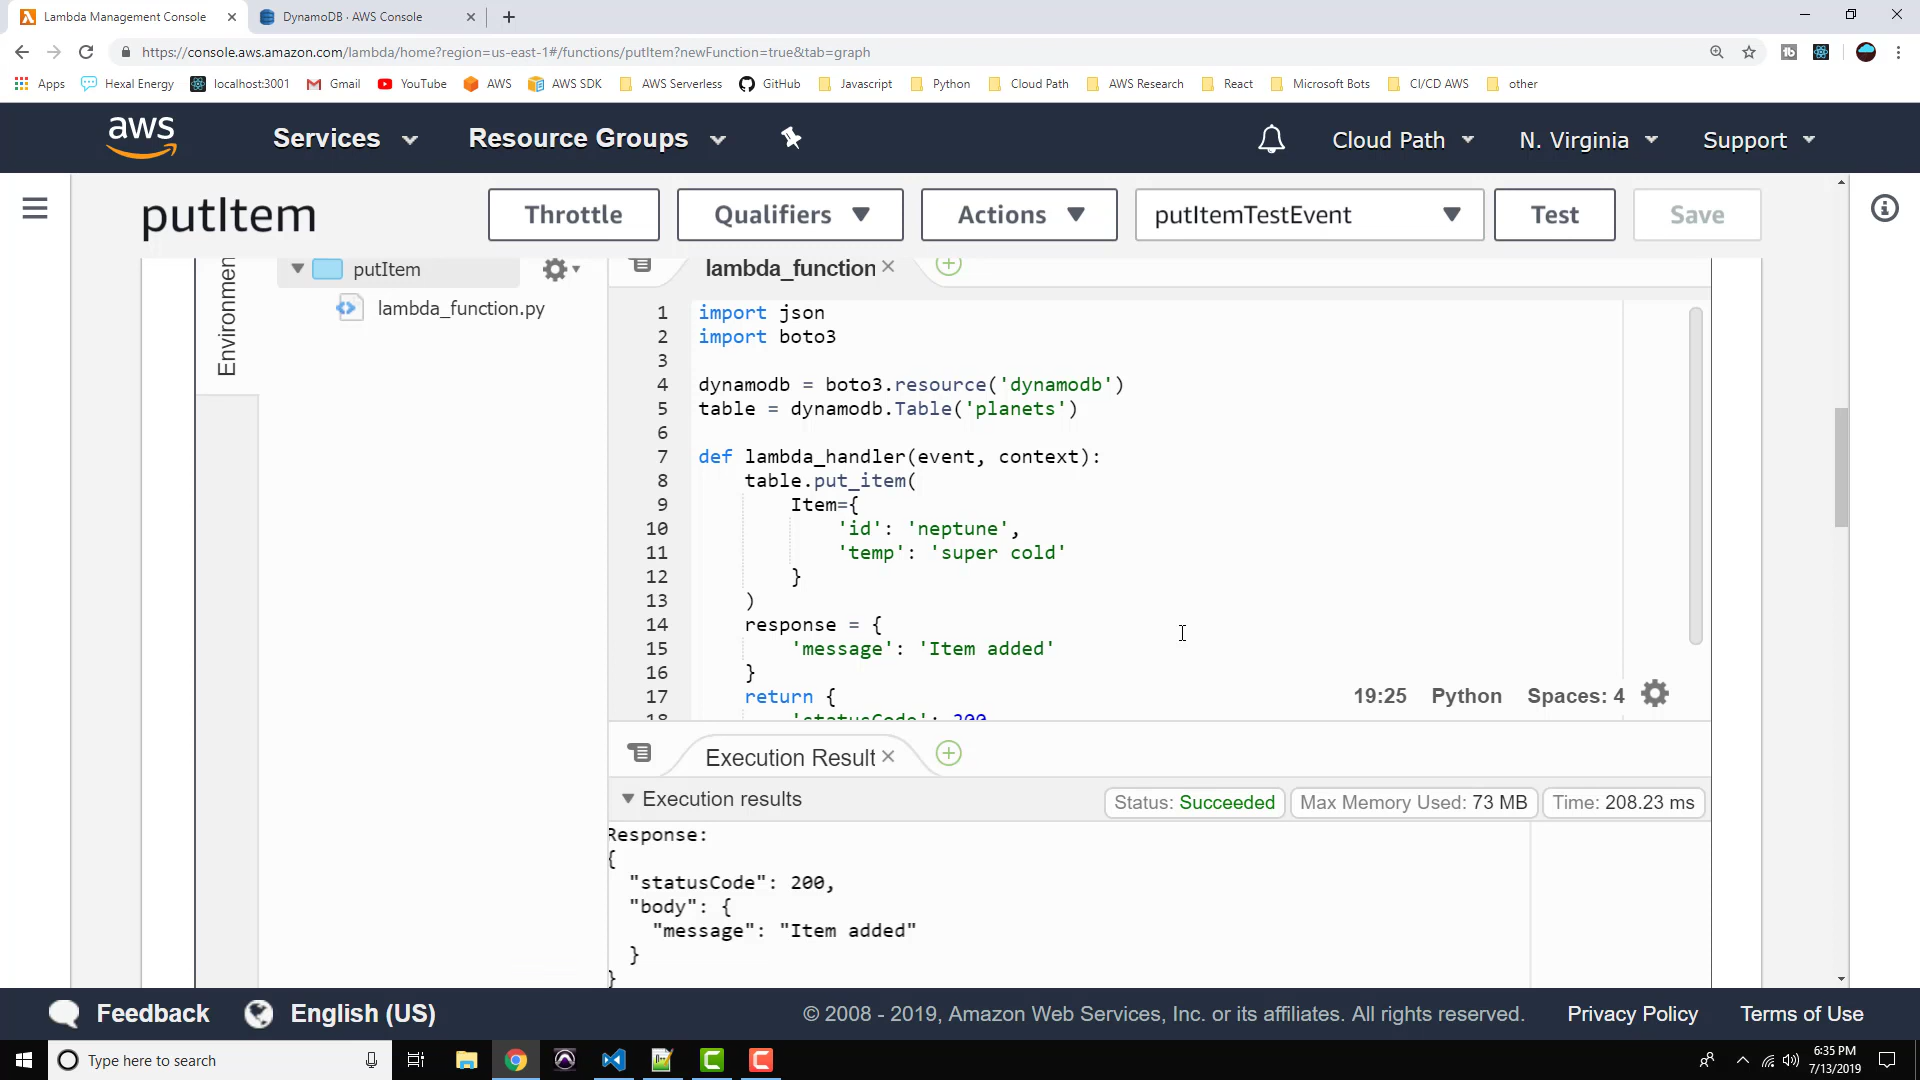 Lambda Management Console
DynamoDB · AWS Console
https://console.aws.amazon.com/lambda/home?region=us-east-1#/functions/putItem?newFunction=true&tab=graph
Apps Hexal Energy localhost:3001 Gmail YouTube AWS AWS SDK AWS Serverless GitHub Javascript Python Cloud Path AWS Research React Microsoft Bots CI/CD AWS other
aws Services Resource Groups Cloud Path N. Virginia Support
putItem Throttle Qualifiers Actions putItemTestEvent Test Save
Environmen
putItem
lambda_function.py
lambda_function
1 import json
2 import boto3
3
4 dynamodb = boto3.resource('dynamodb')
5 table = dynamodb.Table('planets')
6
7 def lambda_handler(event, context):
8     table.put_item(
9         Item={
10             'id': 'neptune',
11             'temp': 'super cold'
12         }
13     )
14     response = {
15         'message': 'Item added'
16     }
17     return {
18         'statusCode': 200
19:25 Python Spaces: 4
Execution Result
Execution results Status: Succeeded Max Memory Used: 73 MB Time: 208.23 ms
Response:
{
  "statusCode": 200,
  "body": {
    "message": "Item added"
  }
}
Feedback English (US) © 2008 - 2019, Amazon Web Services, Inc. or its affiliates. All rights reserved. Privacy Policy Terms of Use
Type here to search
6:35 PM
7/13/2019